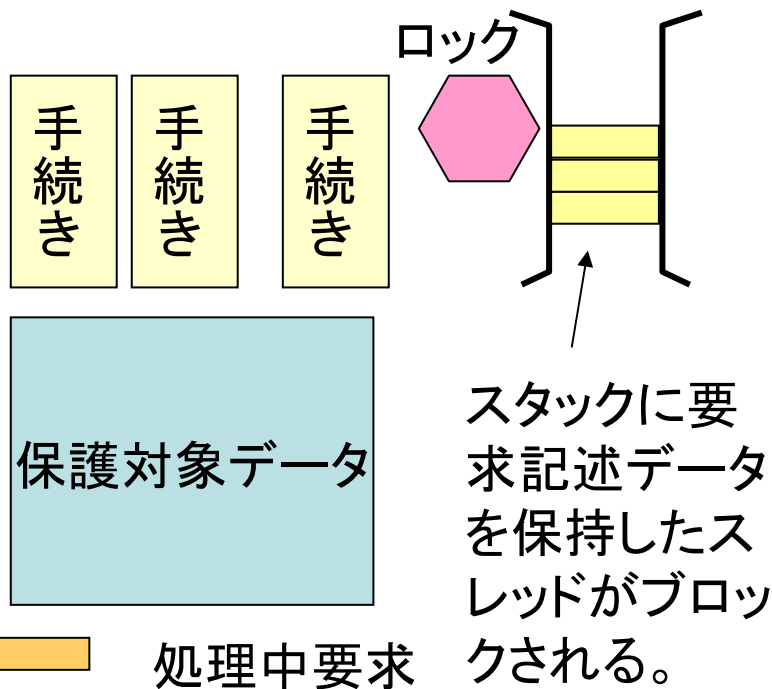 ロック
手続き
手続き
手続き
保護対象データ
スタックに要
求記述データ
を保持したス
レッドがブロッ
クされる。
処理中要求